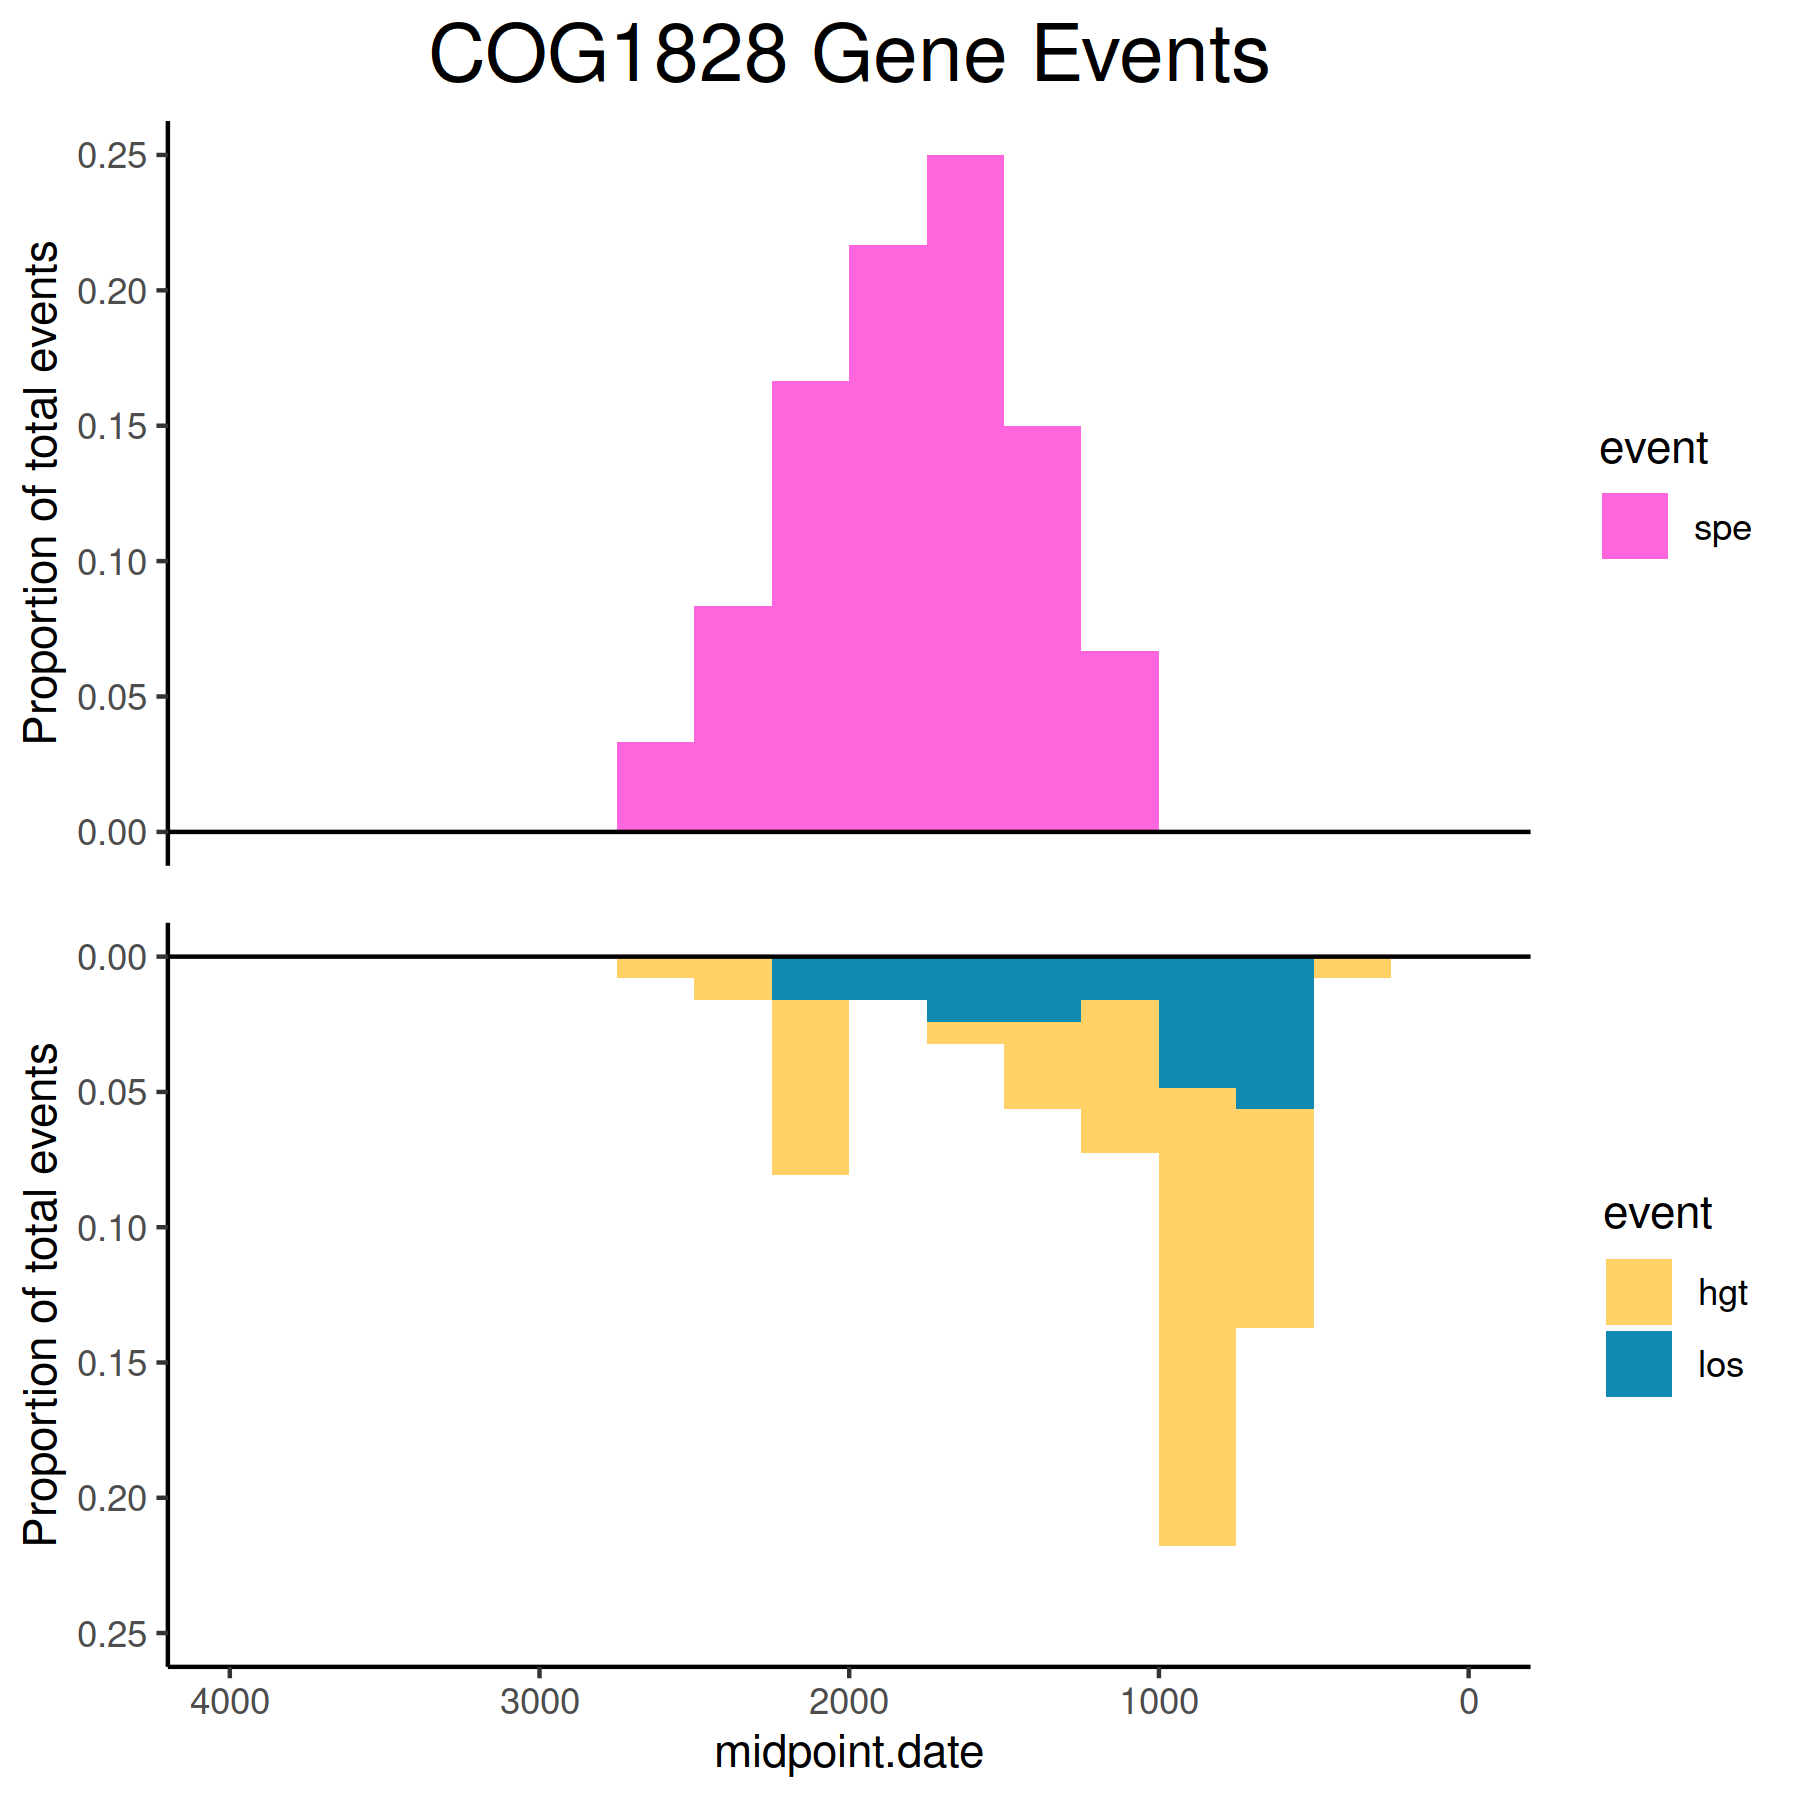 COG1828 Gene Events
Proportion of total events
0.25
0.20
0.15
0.10
0.05
0.00
event
spe
Proportion of total events
0.00
0.05
0.10
0.15
0.20
0.25
event
hgt
los
4000 3000 2000 1000 0
midpoint.date